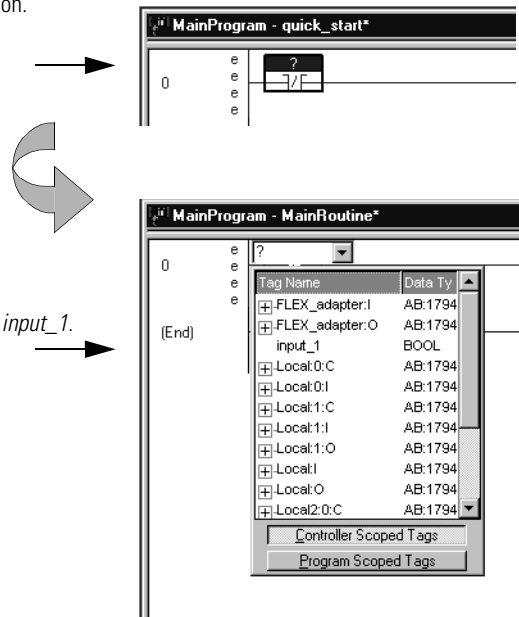 on.
MainProgram - quick_start*
0
e
e
e
e
?
MainProgram - MainRoutine*
0
e
e
e
e
?
Tag Name Data Ty
FLEX_adapter:I AB:1794
FLEX_adapter:O AB:1794
input_1 BOOL
Local:0:C AB:1794
Local:0:I AB:1794
Local:1:C AB:1794
Local:1:I AB:1794
Local:1:O AB:1794
Local:I AB:1794
Local:O AB:1794
Local2:0:C AB:1794
input_1.
(End)
Controller Scoped Tags
Program Scoped Tags